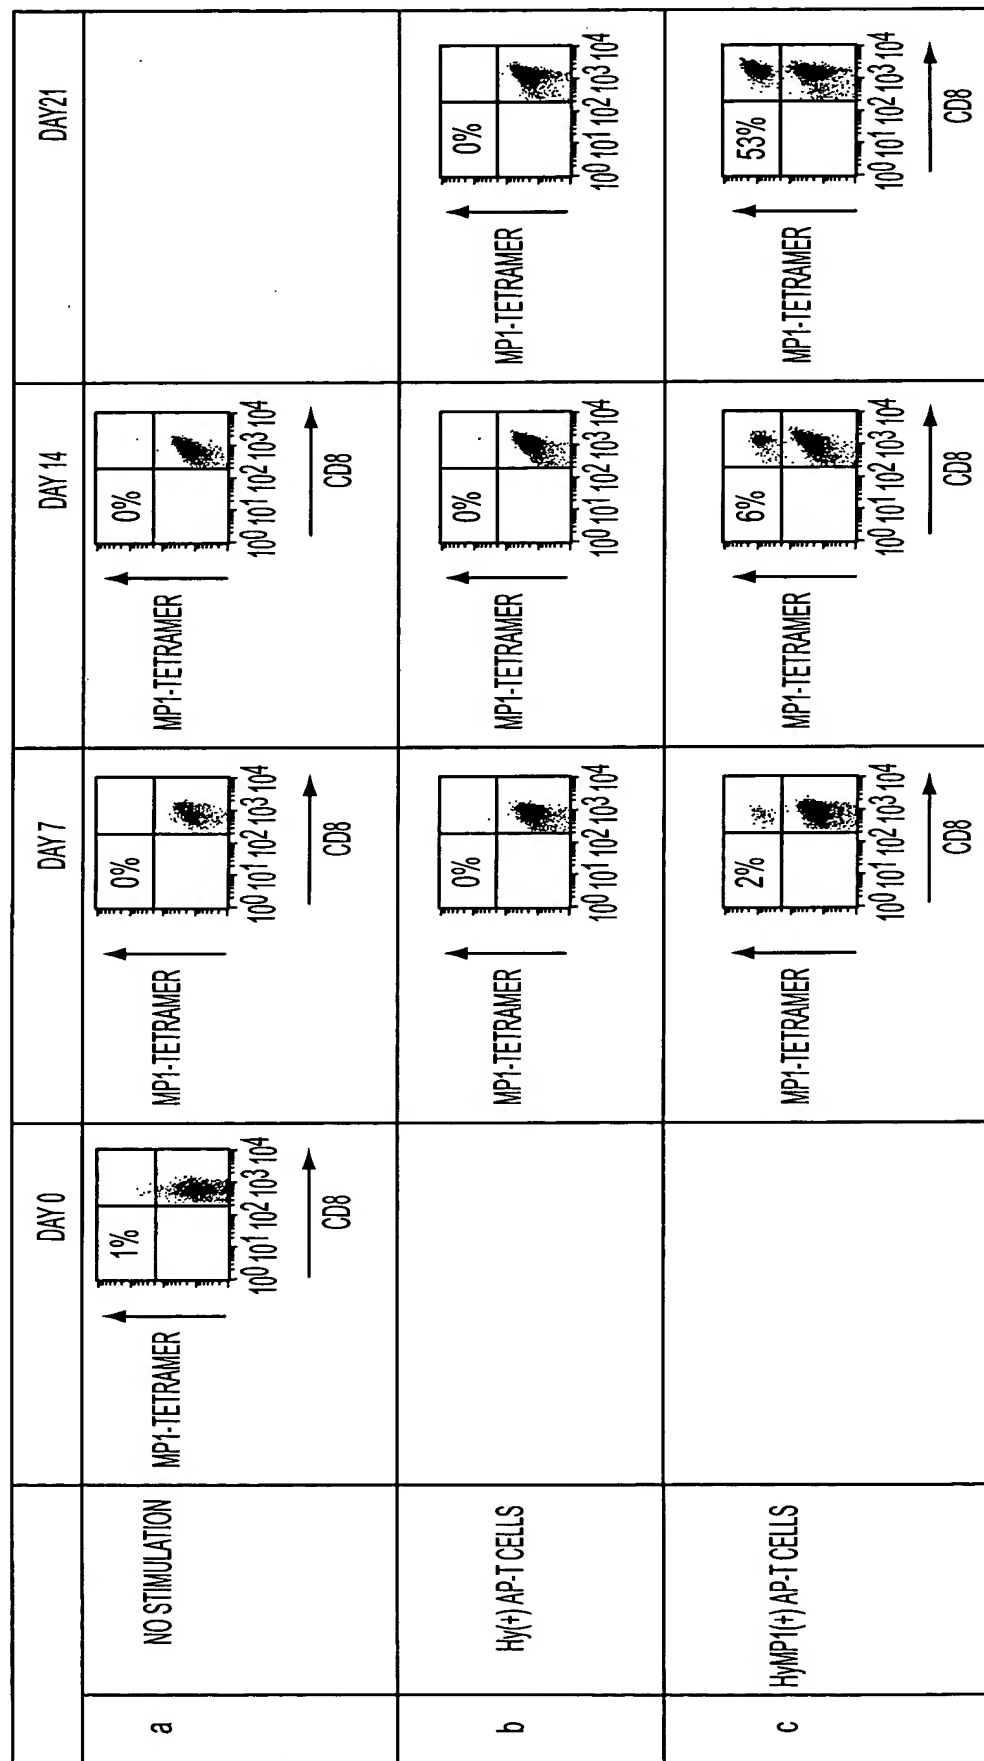 DAY 0
DAY 7
DAY 14
DAY21
a
NO STIMULATION
MP1-TETRAMER
1%
10⁰ 10¹ 10² 10³ 10⁴
CD8
MP1-TETRAMER
0%
10⁰ 10¹ 10² 10³ 10⁴
CD8
MP1-TETRAMER
0%
10⁰ 10¹ 10² 10³ 10⁴
CD8
b
Hy(+) AP-T CELLS
MP1-TETRAMER
0%
10⁰ 10¹ 10² 10³ 10⁴
MP1-TETRAMER
0%
10⁰ 10¹ 10² 10³ 10⁴
MP1-TETRAMER
0%
10⁰ 10¹ 10² 10³ 10⁴
c
HyMP1(+) AP-T CELLS
MP1-TETRAMER
2%
10⁰ 10¹ 10² 10³ 10⁴
CD8
MP1-TETRAMER
6%
10⁰ 10¹ 10² 10³ 10⁴
CD8
MP1-TETRAMER
53%
10⁰ 10¹ 10² 10³ 10⁴
CD8